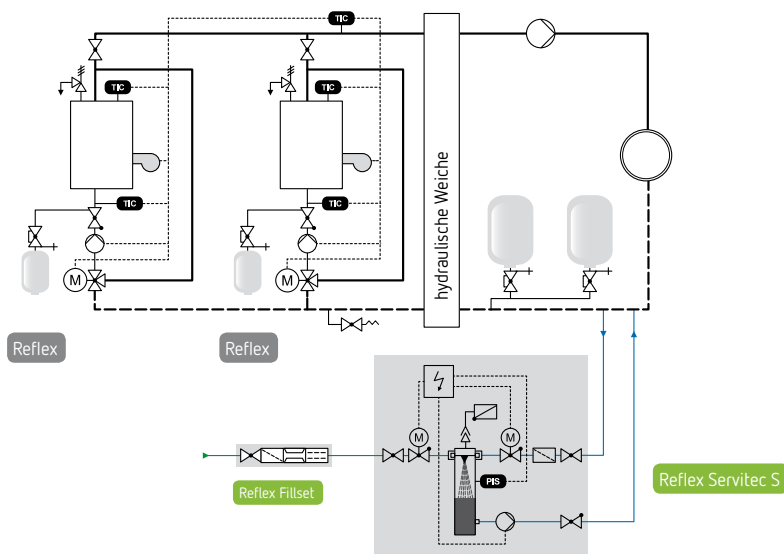 TIC
TIC
TIC
hydraulische Weiche
TIC
TIC
M
M
Reflex
Reflex
M
M
PIS
Reflex Fillset
Reflex Servitec S